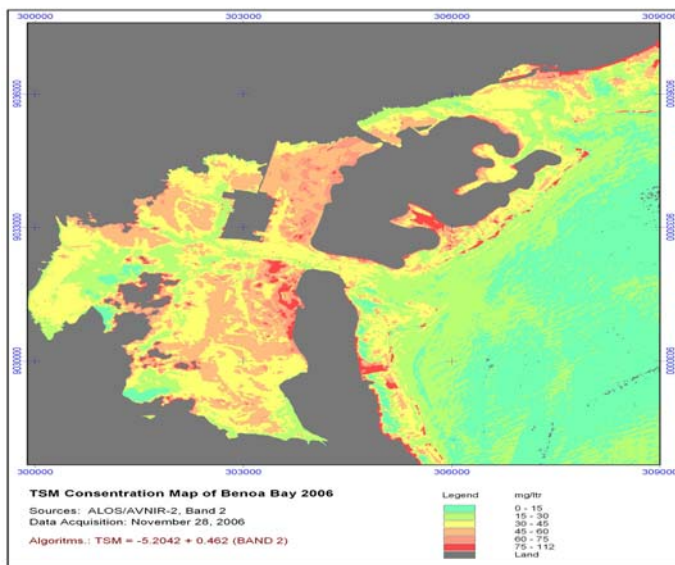 300000 303000 306000 309000
9036000 9036000
9033000 9033000
9030000 9030000
300000 303000 306000 309000
TSM Consentration Map of Benoa Bay 2006
Sources: ALOS/AVNIR-2, Band 2
Data Acquisition: November 28, 2006
Algoritms.: TSM = -5.2042 + 0.462 (BAND 2)
Legend mg/ltr
0 - 15
15 - 30
30 - 45
45 - 60
60 - 75
75 - 112
Land